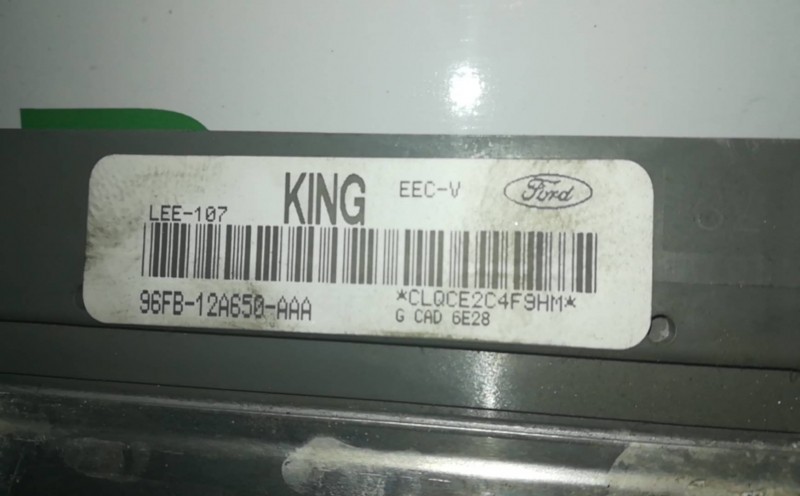 KING EEC-V Ford
LEE-107
96FB-12A650-AAA *CLQCE2C4F9HM*
G CAD 6E28